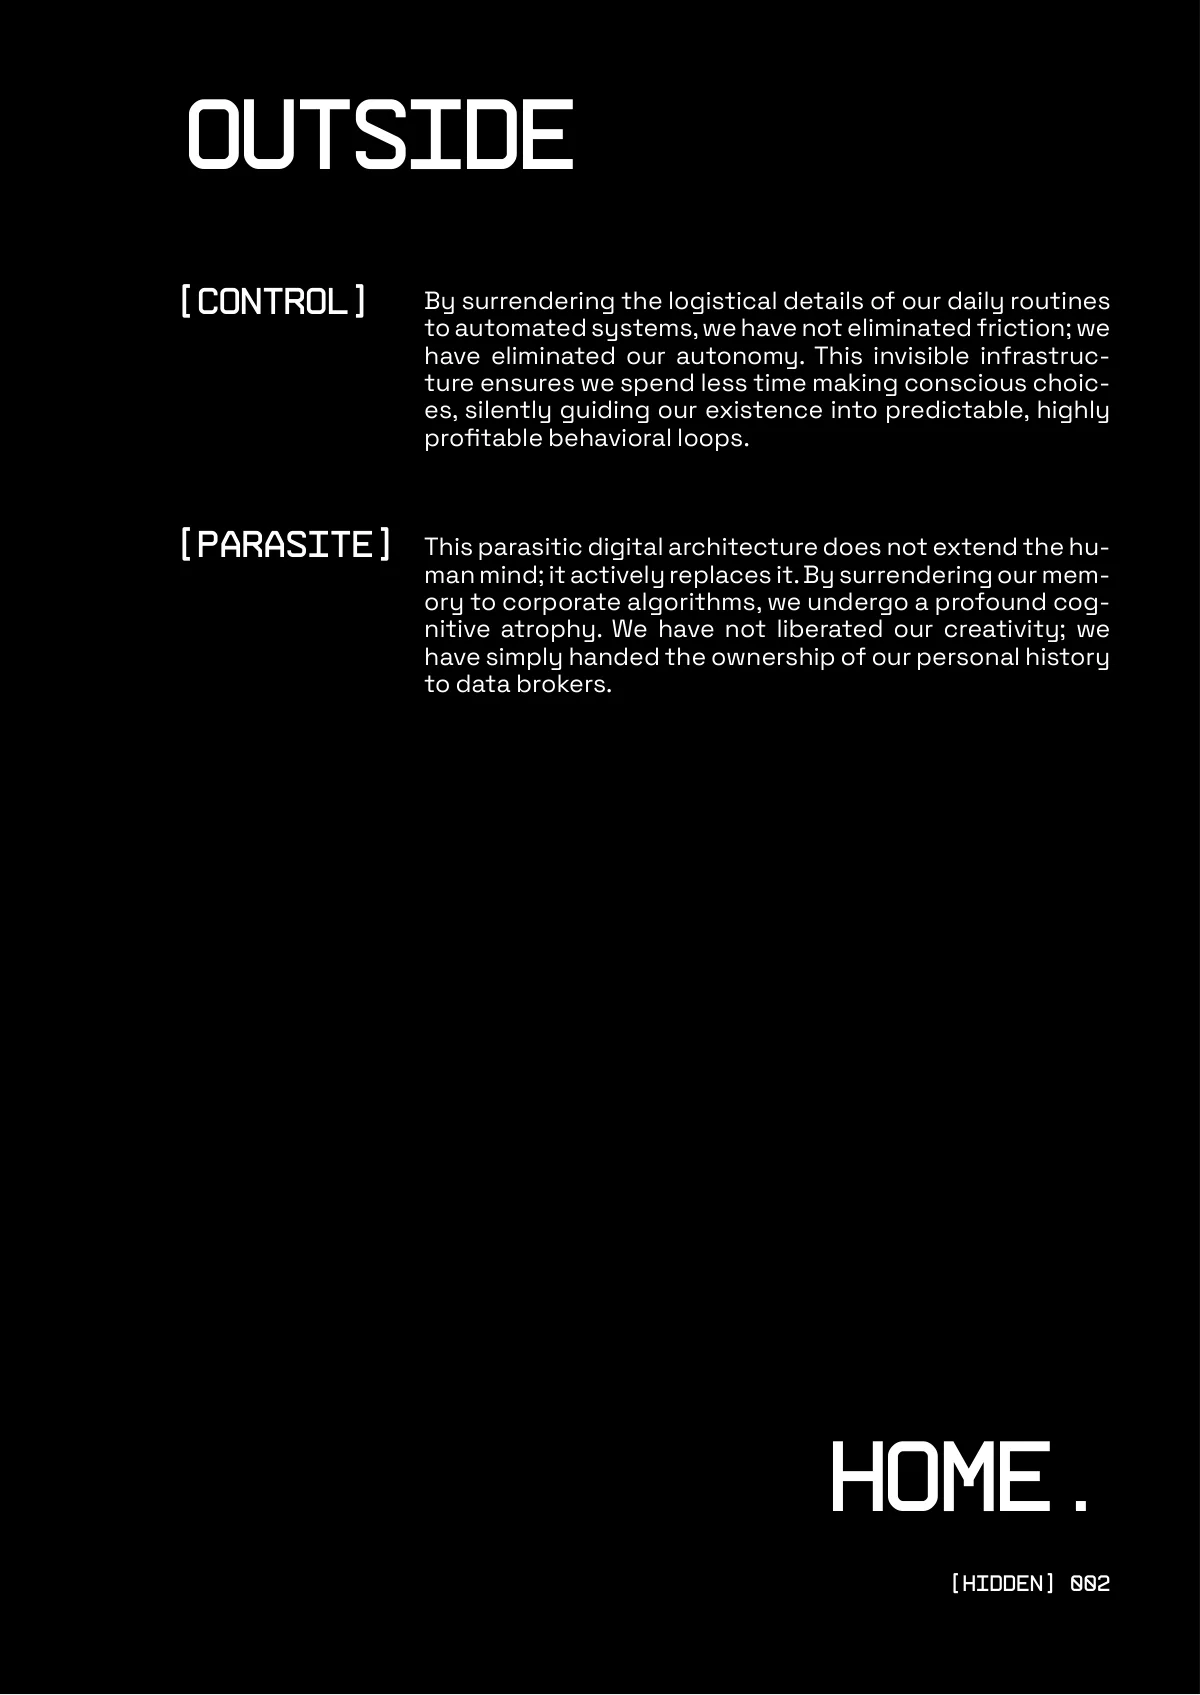 OUTSIDE
[CONTROL]
By surrendering the logistical details of our daily routines
to automated systems, we have not eliminated friction; we
have eliminated our autonomy. This invisible infrastruc-
ture ensures we spend less time making conscious choic-
es, silently guiding our existence into predictable, highly
profitable behavioral loops.
[PARASITE]
This parasitic digital architecture does not extend the hu-
man mind; it actively replaces it. By surrendering our mem-
ory to corporate algorithms, we undergo a profound cog-
nitive atrophy. We have not liberated our creativity; we
have simply handed the ownership of our personal history
to data brokers.
HOME.
[HIDDEN] 002